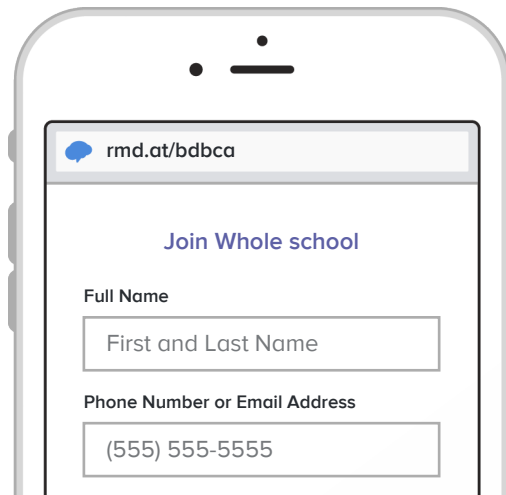 rmd.at/bdbca
Join Whole school
Full Name
First and Last Name
Phone Number or Email Address
(555) 555-5555